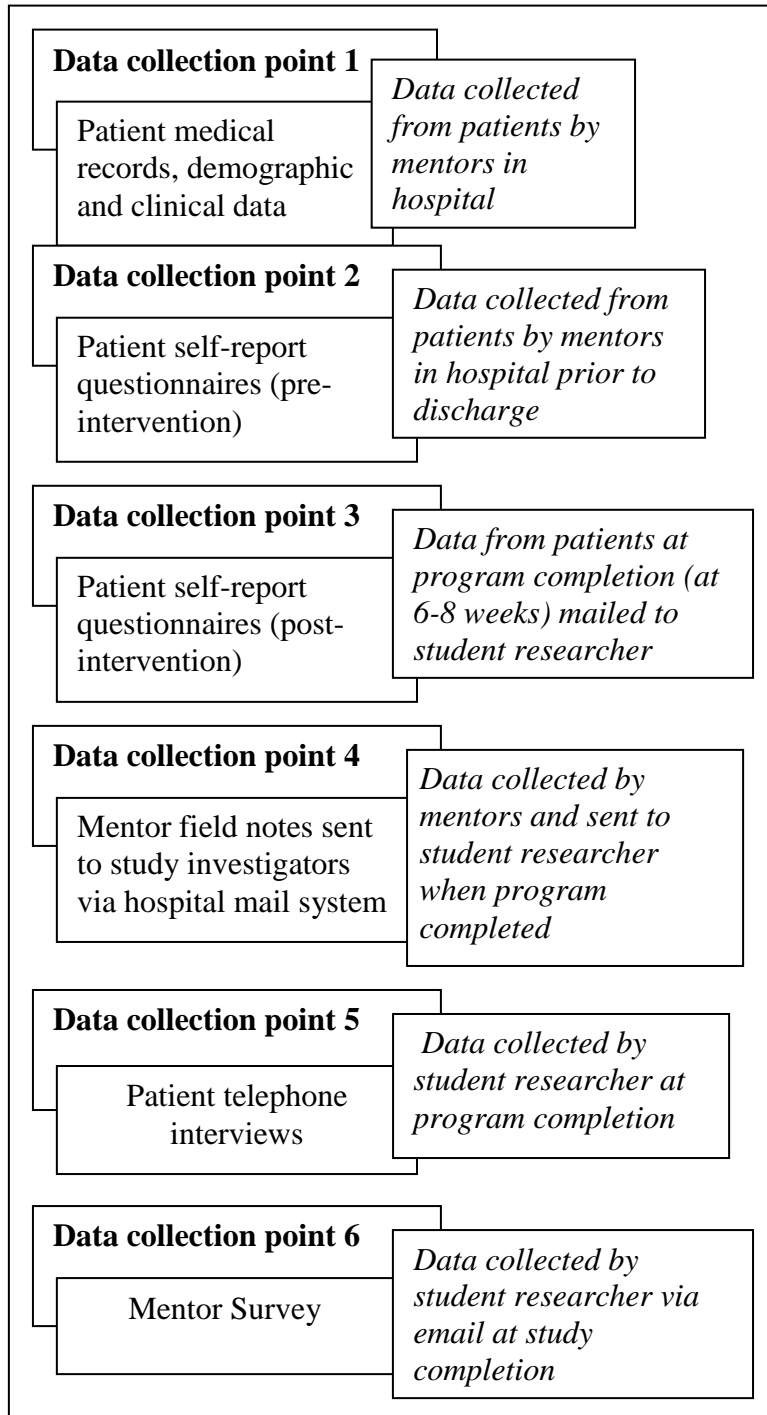 Data collection point 1
Patient medical
records, demographic
and clinical data
Data collected
from patients by
mentors in
hospital
Data collection point 2
Patient self-report
questionnaires (pre-
intervention)
Data collected from
patients by mentors
in hospital prior to
discharge
Data collection point 3
Patient self-report
questionnaires (post-
intervention)
Data from patients at
program completion (at
6-8 weeks) mailed to
student researcher
Data collection point 4
Mentor field notes sent
to study investigators
via hospital mail system
Data collected by
mentors and sent to
student researcher
when program
completed
Data collection point 5
Patient telephone
interviews
Data collected by
student researcher at
program completion
Data collection point 6
Mentor Survey
Data collected by
student researcher via
email at study
completion